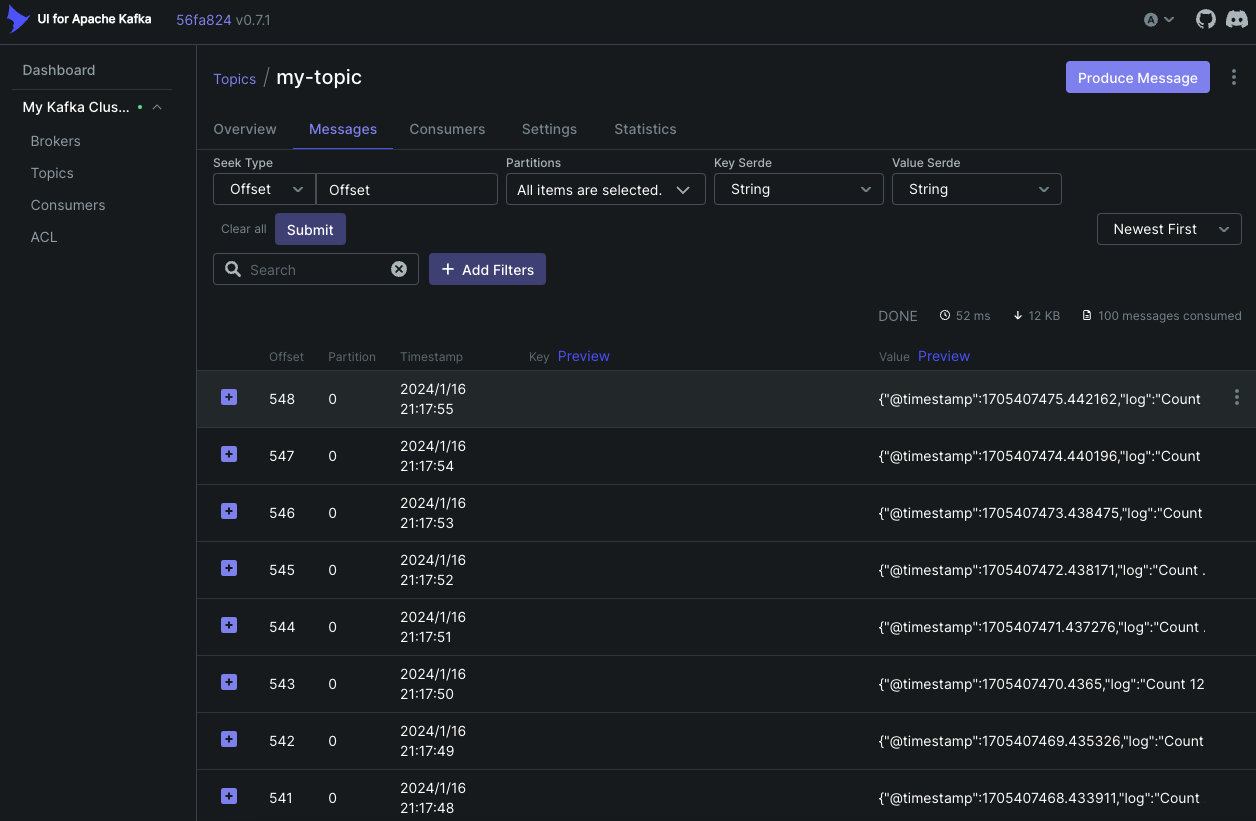 UI for Apache Kafka 56fa824 v0.7.1 A
Dashboard
My Kafka Clus...
Brokers
Topics
Consumers
ACL
Topics / my-topic
Produce Message
Overview Messages Consumers Settings Statistics
Seek Type Partitions Key Serde Value Serde
Offset Offset All items are selected. String String
Clear all Submit Newest First
Search Add Filters
DONE 52 ms 12 KB 100 messages consumed
Offset Partition Timestamp Key Preview Value Preview
548 0 2024/1/16 21:17:55 {"@timestamp":1705407475.442162,"log":"Count
547 0 2024/1/16 21:17:54 {"@timestamp":1705407474.440196,"log":"Count
546 0 2024/1/16 21:17:53 {"@timestamp":1705407473.438475,"log":"Count
545 0 2024/1/16 21:17:52 {"@timestamp":1705407472.438171,"log":"Count .
544 0 2024/1/16 21:17:51 {"@timestamp":1705407471.437276,"log":"Count .
543 0 2024/1/16 21:17:50 {"@timestamp":1705407470.4365,"log":"Count 12
542 0 2024/1/16 21:17:49 {"@timestamp":1705407469.435326,"log":"Count
541 0 2024/1/16 21:17:48 {"@timestamp":1705407468.433911,"log":"Count